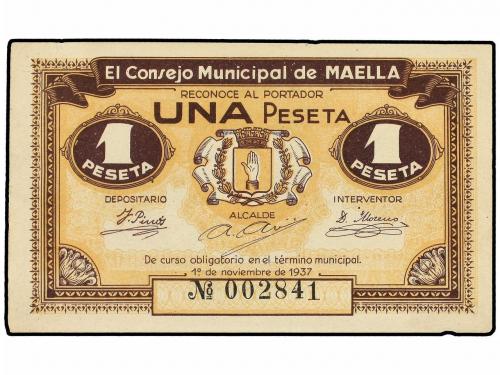 El Consejo Municipal de MAELLA
RECONOCE AL PORTADOR
UNA PESETA
1 PESETA
1 PESETA
DEPOSITARIO
ALCALDE
INTERVENTOR
De curso obligatorio en el término municipal.
1º de noviembre de 1937
Nº 002841